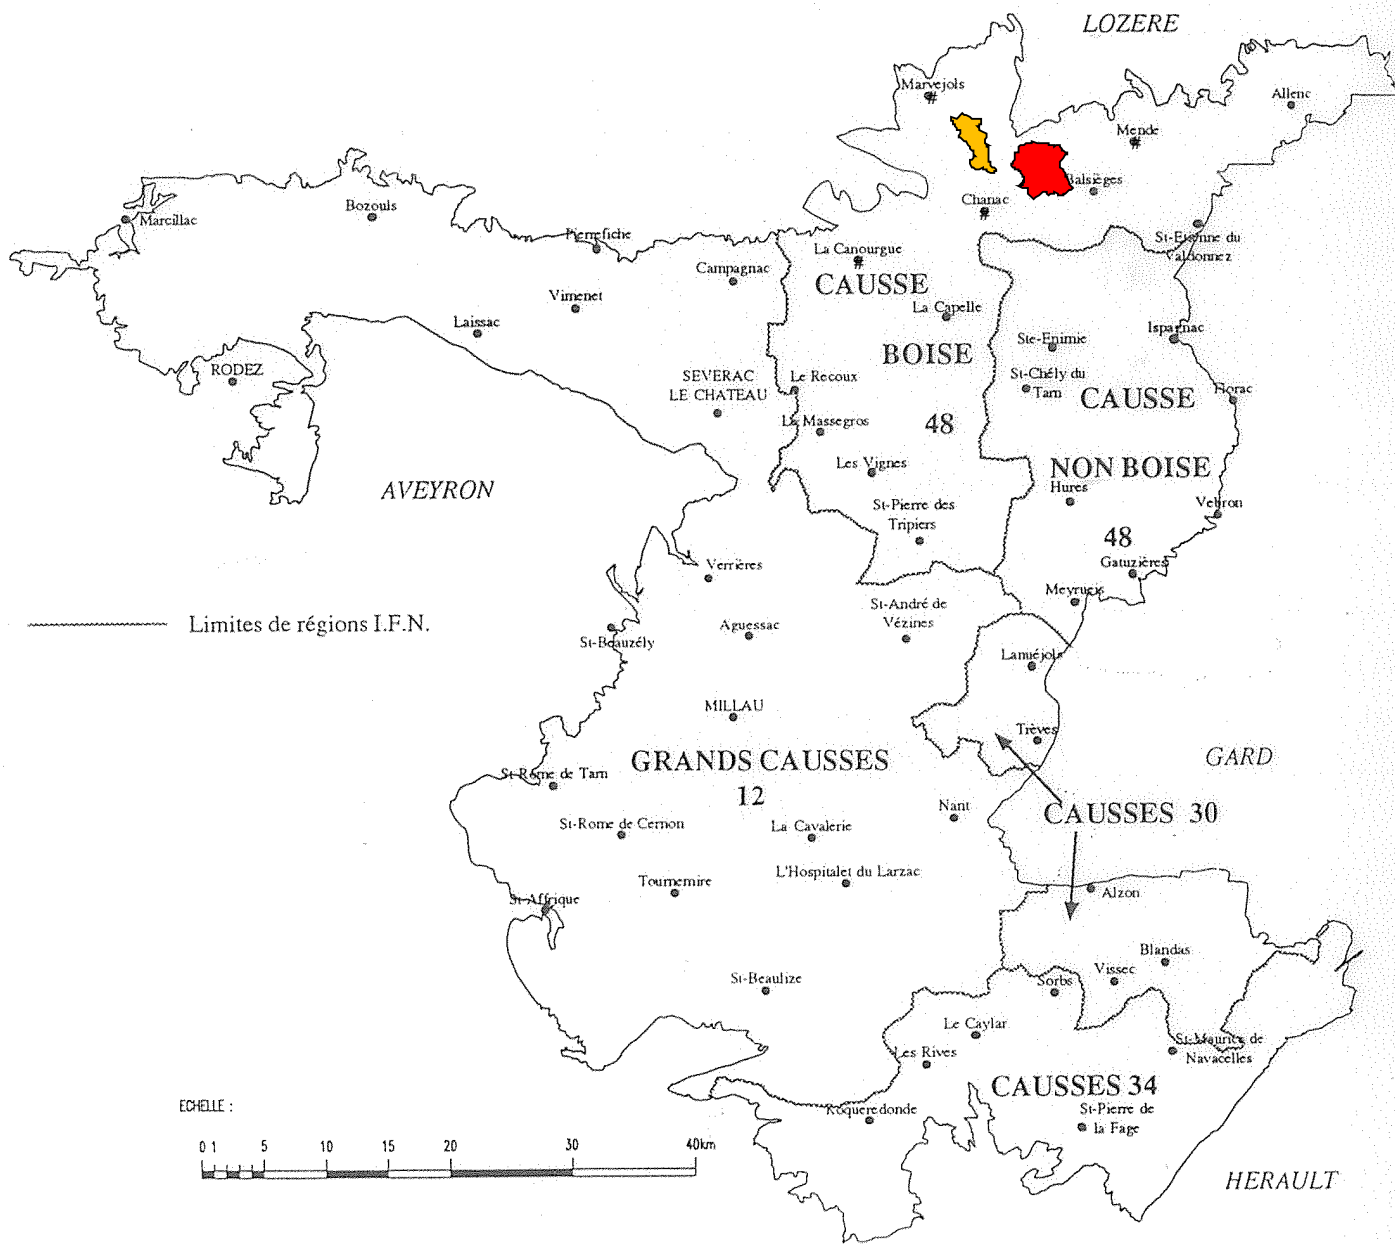 LOZERE
Marvejols
Allenc
Mende
Balsièges
Chanac
Marcillac
Bozouls
Pierrefiche
St-Etienne du
Valdonnez
La Canourgue
Campagnac
CAUSSE
Vimenet
La Capelle
Laissac
Ispagnac
Ste-Enimie
BOISE
RODEZ
SEVERAC
LE CHATEAU
Le Recoux
St-Chély du
Tarn
CAUSSE
Florac
Le Massegros
48
Les Vignes
NON BOISE
AVEYRON
Hures
Vebron
St-Pierre des
Tripiers
48
Verrières
Gatuzières
Meyrueis
St-André de
Vézines
Limites de régions I.F.N.
Aguessac
St-Beauzély
Lanuéjols
MILLAU
Trèves
GRANDS CAUSSES
12
GARD
St-Rome de Tarn
Nant
CAUSSES 30
St-Rome de Cernon
La Cavalerie
Tournemire
L'Hospitalet du Larzac
Alzon
St-Affrique
Blandas
Vissec
St-Beaulize
Sorbs
Le Caylar
St-Maurice de
Navacelles
Les Rives
CAUSSES 34
Roqueredonde
St-Pierre de
la Fage
ECHELLE :
0 1 5 10 15 20 30 40km
HERAULT